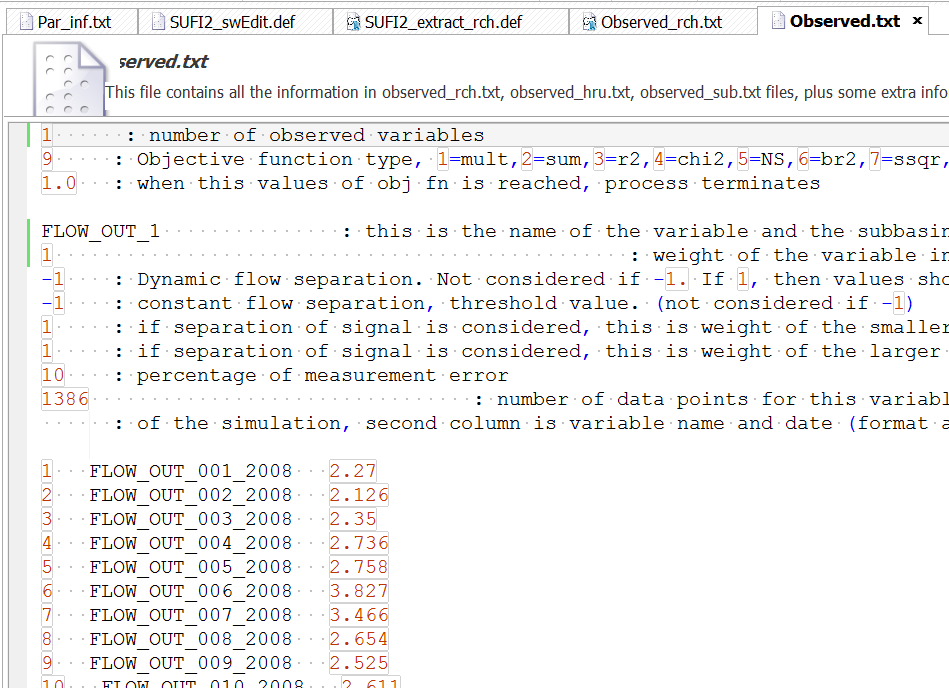 Par_inf.txt SUFI2_swEdit.def SUFI2_extract_rch.def Observed_rch.txt Observed.txt ×
served.txt
This file contains all the information in observed_rch.txt, observed_hru.txt, observed_sub.txt files, plus some extra info
1 : number of observed variables
9 : Objective function type, 1=mult,2=sum,3=r2,4=chi2,5=NS,6=br2,7=ssqr,
1.0 : when this values of obj fn is reached, process terminates
FLOW_OUT_1 : this is the name of the variable and the subbasin
1 : weight of the variable in
-1 : Dynamic flow separation. Not considered if -1. If 1, then values sho
-1 : constant flow separation, threshold value. (not considered if -1)
1 : if separation of signal is considered, this is weight of the smaller
1 : if separation of signal is considered, this is weight of the larger
10 : percentage of measurement error
1386 : number of data points for this variabl
: of the simulation, second column is variable name and date (format a
1 FLOW_OUT_001_2008 2.27
2 FLOW_OUT_002_2008 2.126
3 FLOW_OUT_003_2008 2.35
4 FLOW_OUT_004_2008 2.736
5 FLOW_OUT_005_2008 2.758
6 FLOW_OUT_006_2008 3.827
7 FLOW_OUT_007_2008 3.466
8 FLOW_OUT_008_2008 2.654
9 FLOW_OUT_009_2008 2.525
10 FLOW_OUT_010_2008 2.611